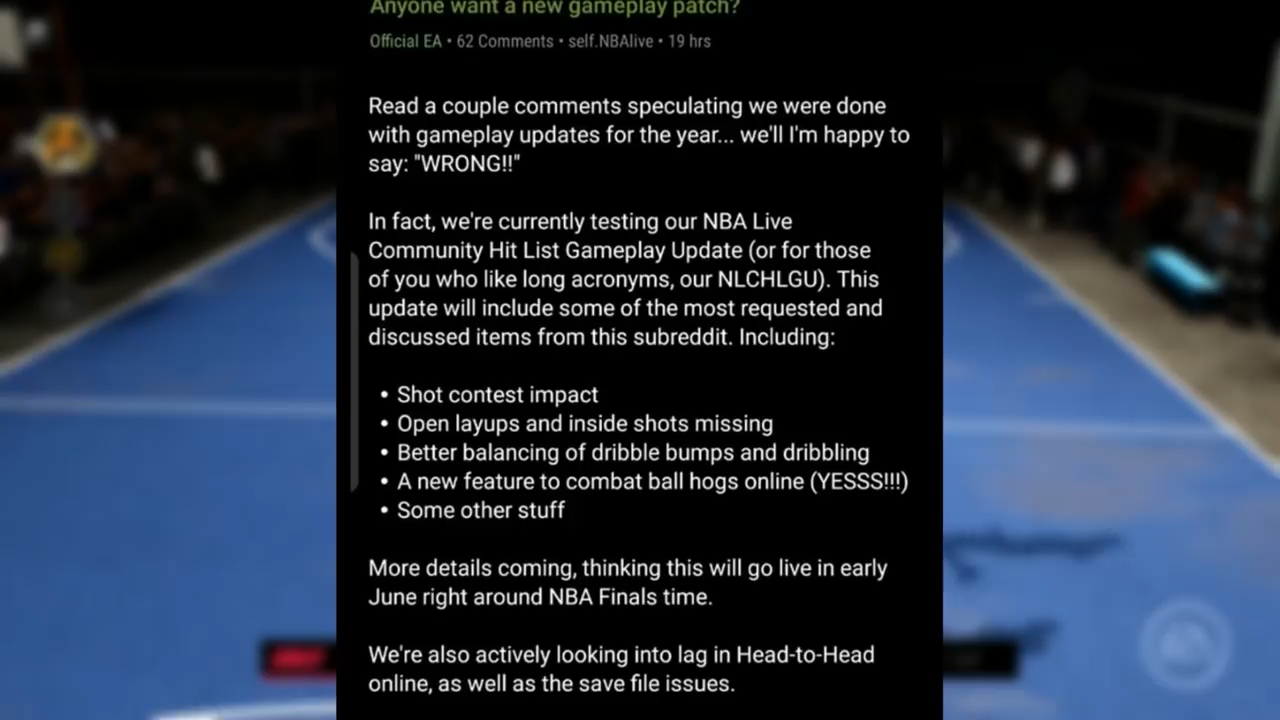 Anyone want a new gameplay patch?
Official EA • 62 Comments • self.NBAlive • 19 hrs
Read a couple comments speculating we were done
with gameplay updates for the year... we'll I'm happy to
say: "WRONG!!"
In fact, we're currently testing our NBA Live
Community Hit List Gameplay Update (or for those
of you who like long acronyms, our NLCHLGU). This
update will include some of the most requested and
discussed items from this subreddit. Including:
• Shot contest impact
• Open layups and inside shots missing
• Better balancing of dribble bumps and dribbling
• A new feature to combat ball hogs online (YESSS!!!)
• Some other stuff
More details coming, thinking this will go live in early
June right around NBA Finals time.
We're also actively looking into lag in Head-to-Head
online, as well as the save file issues.